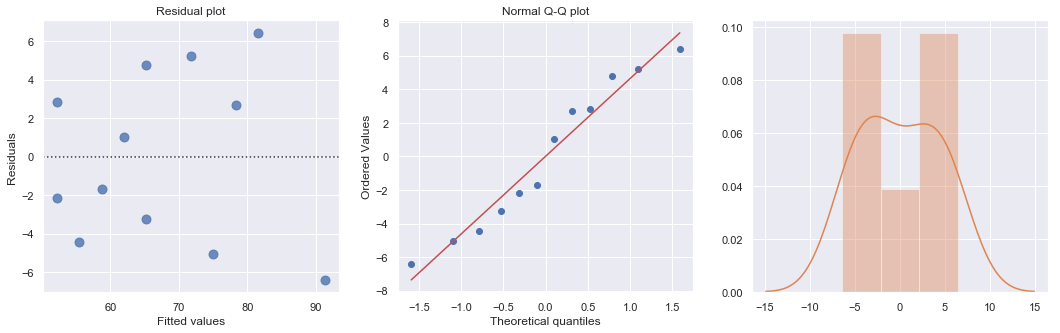 Residual plot
6
4
2
0
−2
−4
−6
60 70 80 90
Residuals
Fitted values
Normal Q-Q plot
8
6
4
2
0
−2
−4
−6
−8
−1.5 −1.0 −0.5 0.0 0.5 1.0 1.5
Ordered Values
Theoretical quantiles
0.10
0.08
0.06
0.04
0.02
0.00
−15 −10 −5 0 5 10 15